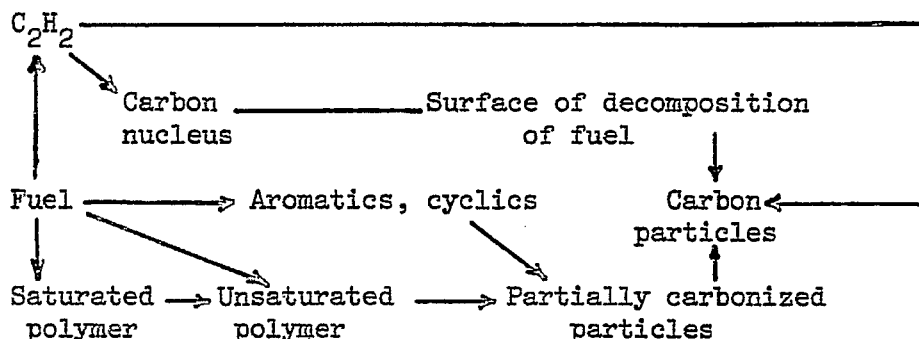 C₂H₂
Carbon nucleus
Surface of decomposition of fuel
Fuel
Aromatics, cyclics
Carbon particles
Saturated polymer
Unsaturated polymer
Partially carbonized particles